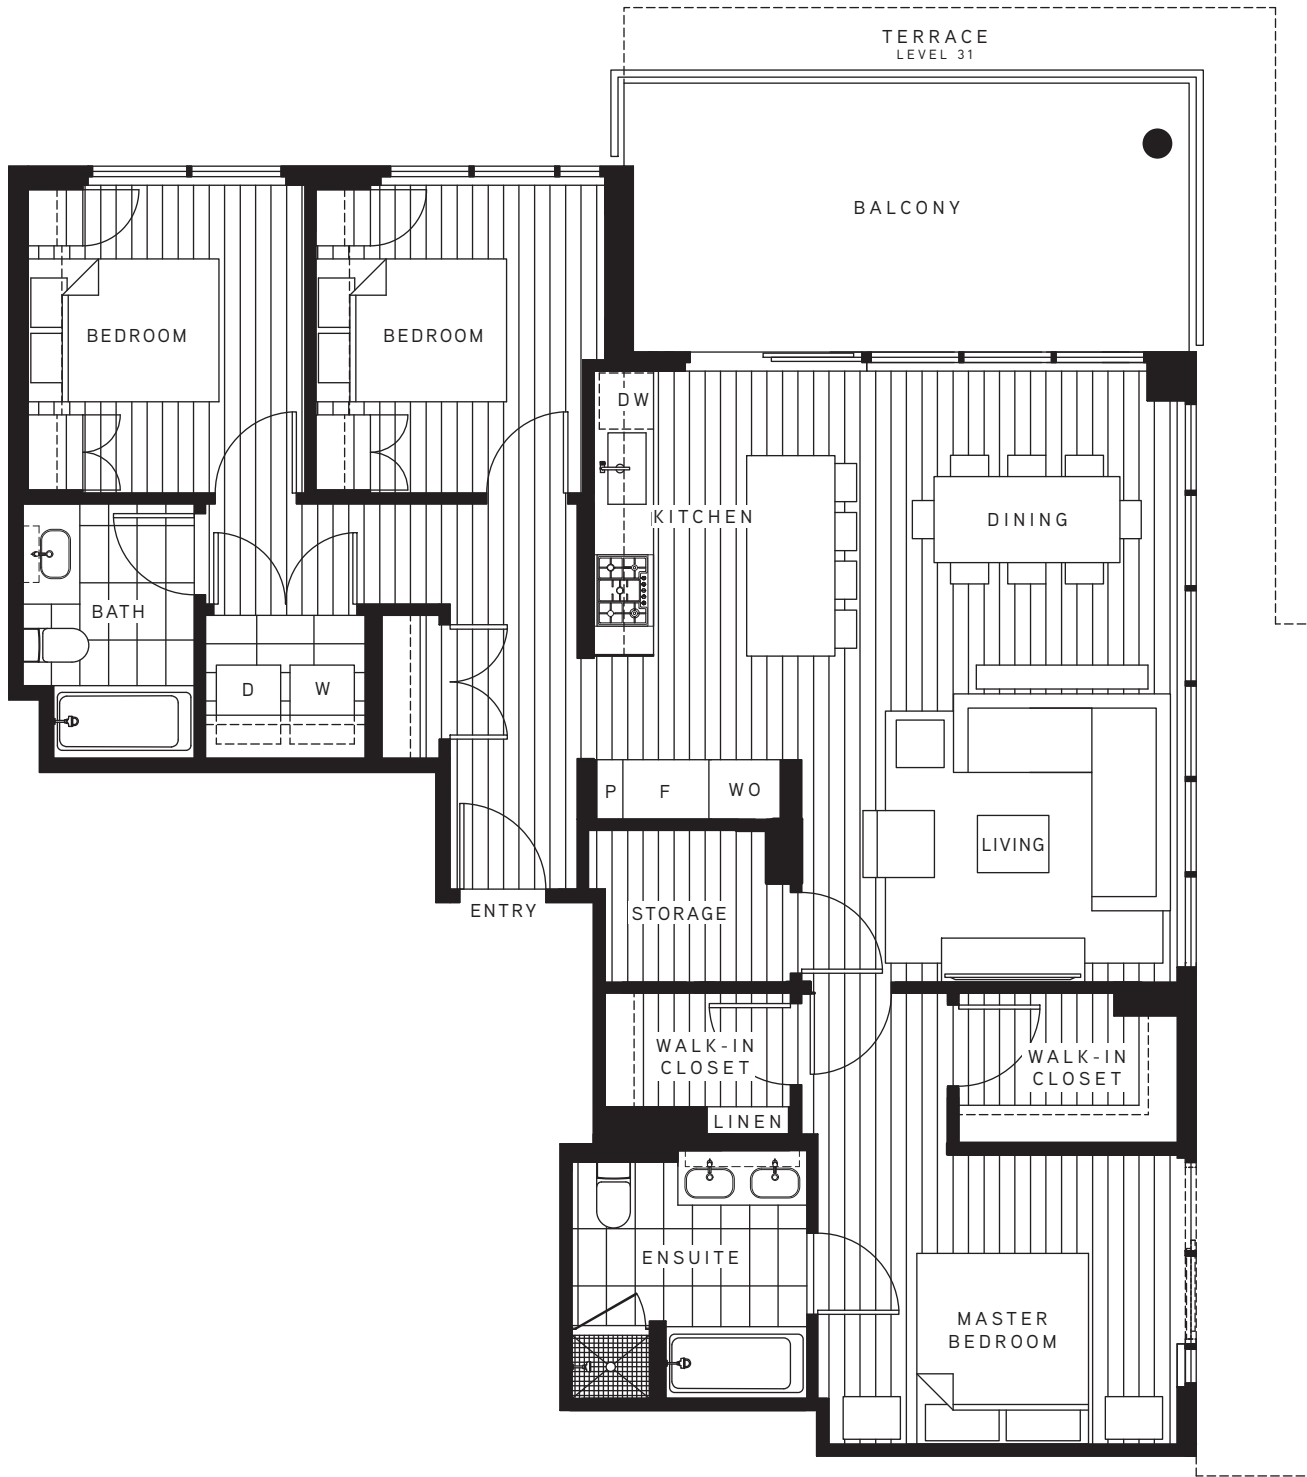 TERRACE
LEVEL 31
BALCONY
BEDROOM
BEDROOM
DW
KITCHEN
DINING
BATH
D
W
P
F
WO
LIVING
ENTRY
STORAGE
WALK-IN
CLOSET
WALK-IN
CLOSET
LINEN
ENSUITE
MASTER
BEDROOM